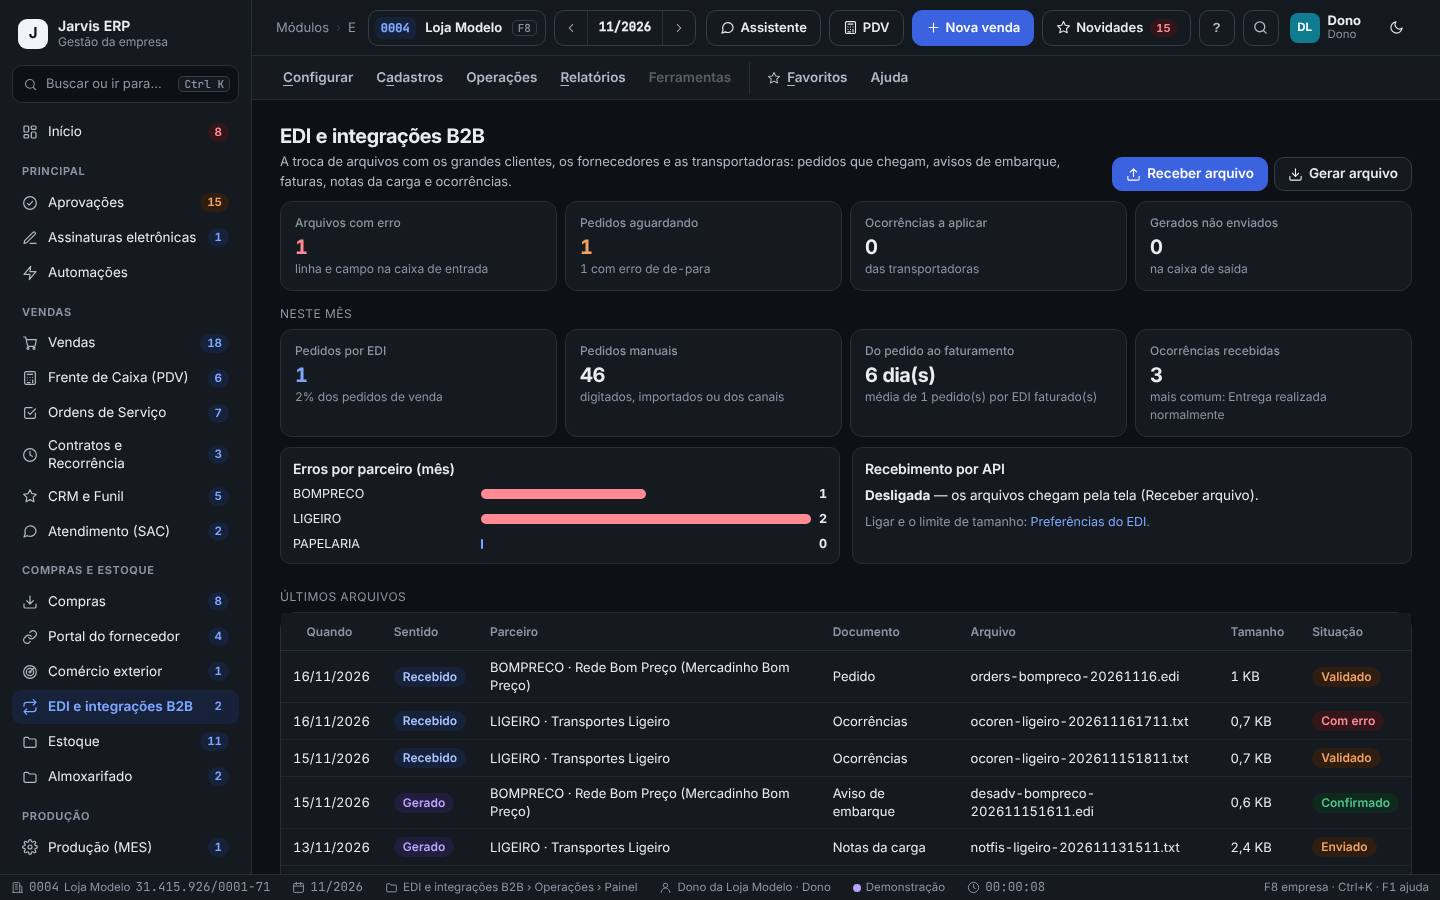 J
Jarvis ERP
Gestão da empresa
Buscar ou ir para... Ctrl K
Início 8
PRINCIPAL
Aprovações 15
Assinaturas eletrônicas 1
Automações
VENDAS
Vendas 18
Frente de Caixa (PDV) 6
Ordens de Serviço 7
Contratos e
Recorrência 3
CRM e Funil 5
Atendimento (SAC) 2
COMPRAS E ESTOQUE
Compras 8
Portal do fornecedor 4
Comércio exterior 1
EDI e integrações B2B 2
Estoque 11
Almoxarifado 2
PRODUÇÃO
Produção (MES) 1
Módulos › E 0004 Loja Modelo F8 ‹ 11/2026 › Assistente PDV + Nova venda Novidades 15 ? DL Dono
Dono
Configurar Cadastros Operações Relatórios Ferramentas Favoritos Ajuda
EDI e integrações B2B
A troca de arquivos com os grandes clientes, os fornecedores e as transportadoras: pedidos que chegam, avisos de embarque,
faturas, notas da carga e ocorrências.
Receber arquivo Gerar arquivo
Arquivos com erro
1
linha e campo na caixa de entrada
Pedidos aguardando
1
1 com erro de de-para
Ocorrências a aplicar
0
das transportadoras
Gerados não enviados
0
na caixa de saída
NESTE MÊS
Pedidos por EDI
1
2% dos pedidos de venda
Pedidos manuais
46
digitados, importados ou dos canais
Do pedido ao faturamento
6 dia(s)
média de 1 pedido(s) por EDI faturado(s)
Ocorrências recebidas
3
mais comum: Entrega realizada
normalmente
Erros por parceiro (mês)
BOMPRECO 1
LIGEIRO 2
PAPELARIA 0
Recebimento por API
Desligada — os arquivos chegam pela tela (Receber arquivo).
Ligar e o limite de tamanho: Preferências do EDI.
ÚLTIMOS ARQUIVOS
Quando Sentido Parceiro Documento Arquivo Tamanho Situação
16/11/2026 Recebido BOMPRECO · Rede Bom Preço (Mercadinho Bom
Preço) Pedido orders-bompreco-20261116.edi 1 KB Validado
16/11/2026 Recebido LIGEIRO · Transportes Ligeiro Ocorrências ocoren-ligeiro-202611161711.txt 0,7 KB Com erro
15/11/2026 Recebido LIGEIRO · Transportes Ligeiro Ocorrências ocoren-ligeiro-202611151811.txt 0,7 KB Validado
15/11/2026 Gerado BOMPRECO · Rede Bom Preço (Mercadinho Bom
Preço) Aviso de
embarque desadv-bompreco-
202611151611.edi 0,6 KB Confirmado
13/11/2026 Gerado LIGEIRO · Transportes Ligeiro Notas da carga notfis-ligeiro-202611131511.txt 2,4 KB Enviado
0004 Loja Modelo 31.415.926/0001-71 11/2026 EDI e integrações B2B › Operações › Painel Dono da Loja Modelo · Dono Demonstração 00:00:08 F8 empresa · Ctrl+K · F1 ajuda